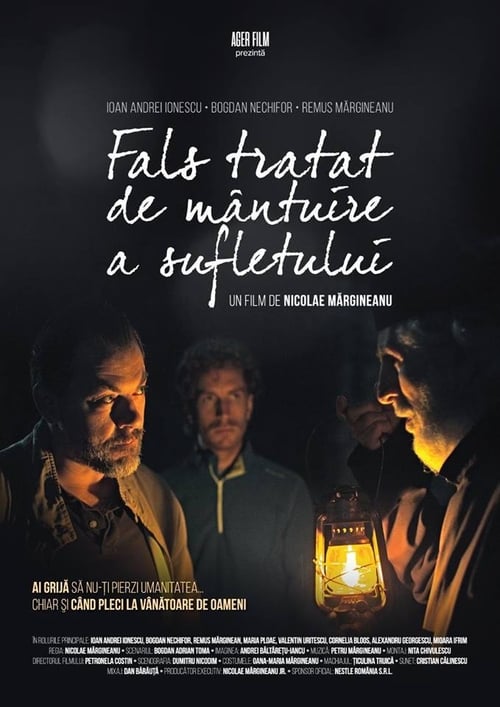 AGER FILM
prezintă
IOAN ANDREI IONESCU • BOGDAN NECHIFOR • REMUS MĂRGINEANU
Fals tratat
de mântuire
a sufletului
UN FILM DE NICOLAE MĂRGINEANU
AI GRIJĂ SĂ NU-ȚI PIERZI UMANITATEA...
CHIAR ȘI CÂND PLECI LA VÂNĂTOARE DE OAMENI
ÎN ROLURILE PRINCIPALE: IOAN ANDREI IONESCU, BOGDAN NECHIFOR, REMUS MĂRGINEAN, MARIA PLOAE, VALENTIN URITESCU, CORNELIA BLOOS, ALEXANDRU GEORGESCU, MIOARA IFRIM
REGIA: NICOLAE MĂRGINEANU • SCENARIUL: BOGDAN ADRIAN TOMA • IMAGINEA: ANDREI BĂLTĂREȚU-IANCU • MUZICĂ: PETRU MĂRGINEANU • MONTAJ: NITA CHIVULESCU
DIRECTORUL FILMULUI: PETRONELA COSTIN • SCENOGRAFIA: DUMITRU NICODIM • COSTUMELE: OANA-MARIA MĂRGINEANU • MACHIAJUL: ȚICULINA TRUICĂ • SUNET: CRISTIAN CĂLINESCU
MIXAJ: DAN BĂRĂUȚĂ • PRODUCĂTOR EXECUTIV: NICOLAE MĂRGINEANU JR. • SPONSOR OFICIAL: NESTLE ROMÂNIA S.R.L.